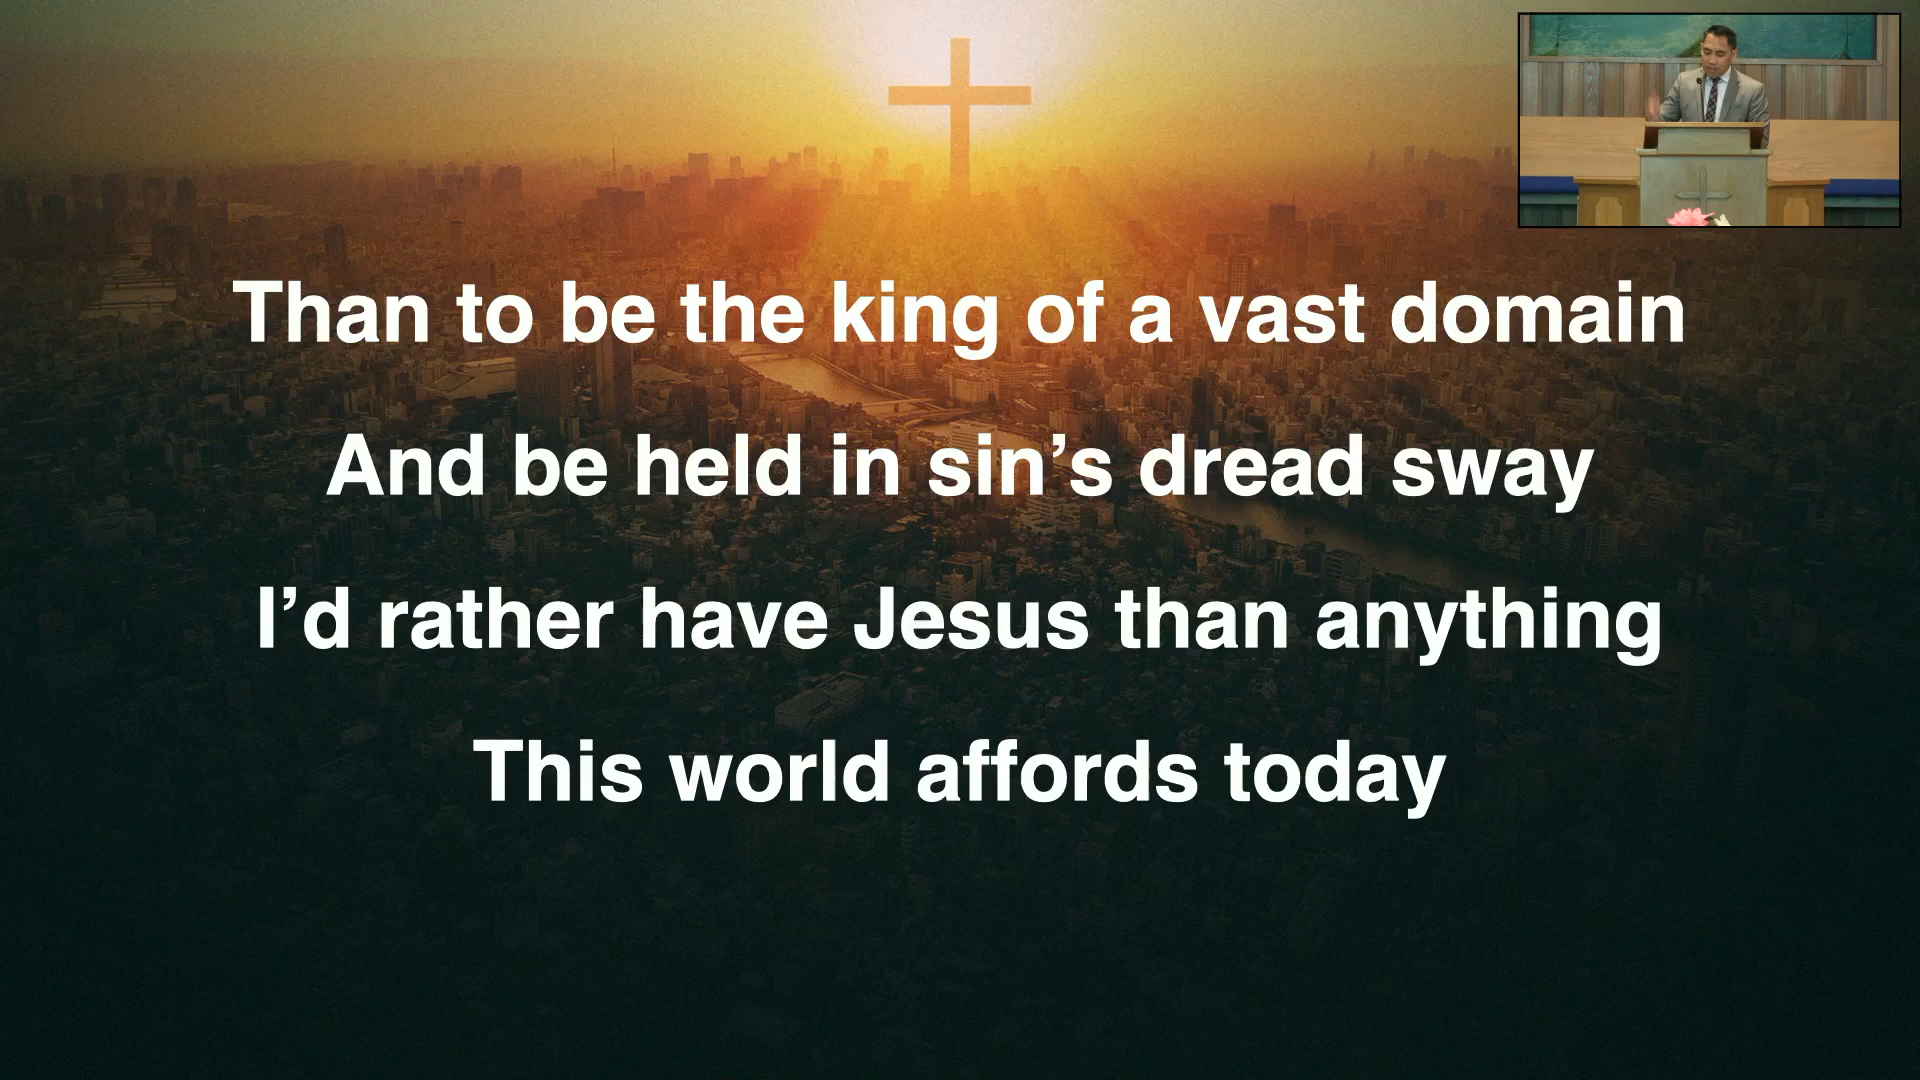 Than to be the king of a vast domain
And be held in sin’s dread sway
I’d rather have Jesus than anything
This world affords today